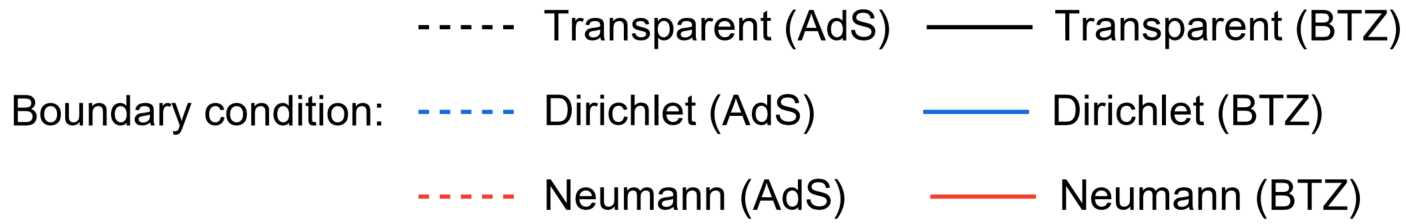 Transparent (AdS) Transparent (BTZ)
Boundary condition: Dirichlet (AdS) Dirichlet (BTZ)
Neumann (AdS) Neumann (BTZ)